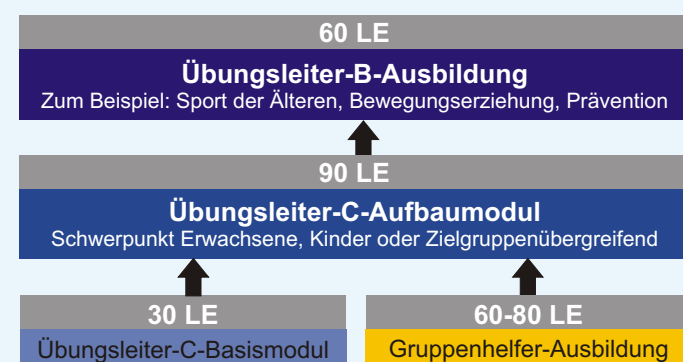 60 LE
Übungsleiter-B-Ausbildung
Zum Beispiel: Sport der Älteren, Bewegungserziehung, Prävention
90 LE
Übungsleiter-C-Aufbaumodul
Schwerpunkt Erwachsene, Kinder oder Zielgruppenübergreifend
30 LE
Übungsleiter-C-Basismodul
60-80 LE
Gruppenhelfer-Ausbildung